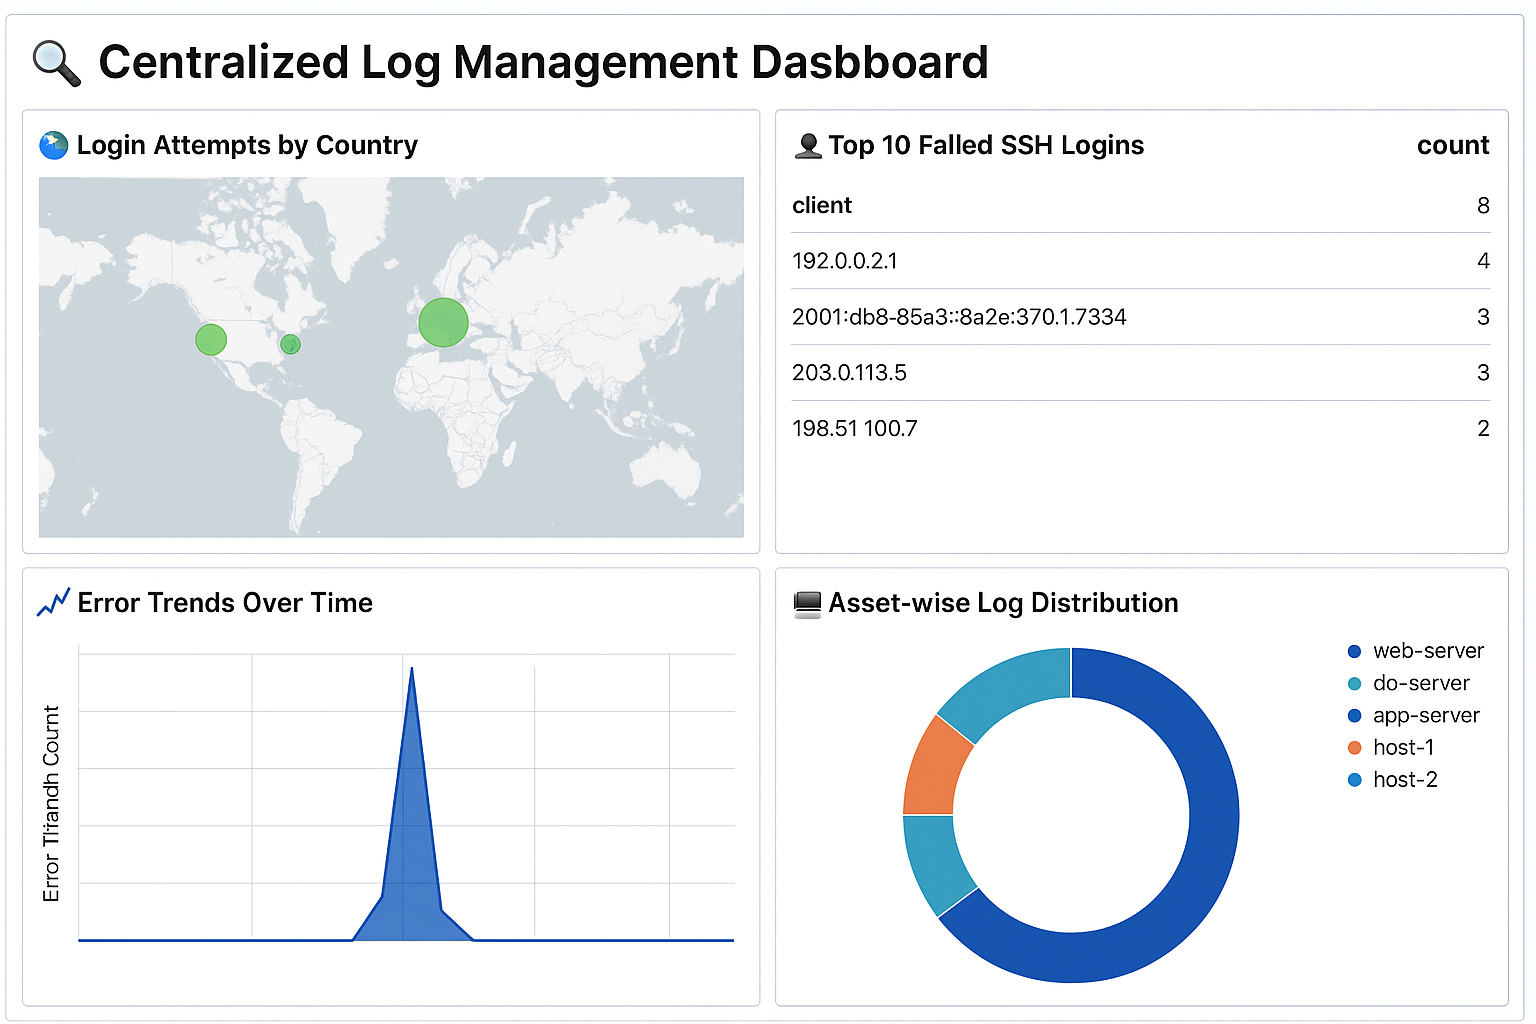 Centralized Log Management Dasbboard
Login Attempts by Country
Top 10 Falled SSH Logins count
client 8
192.0.0.2.1 4
2001:db8-85a3::8a2e:370.1.7334 3
203.0.113.5 3
198.51 100.7 2
Error Trends Over Time
Error Count
Asset-wise Log Distribution
web-server
do-server
app-server
host-1
host-2